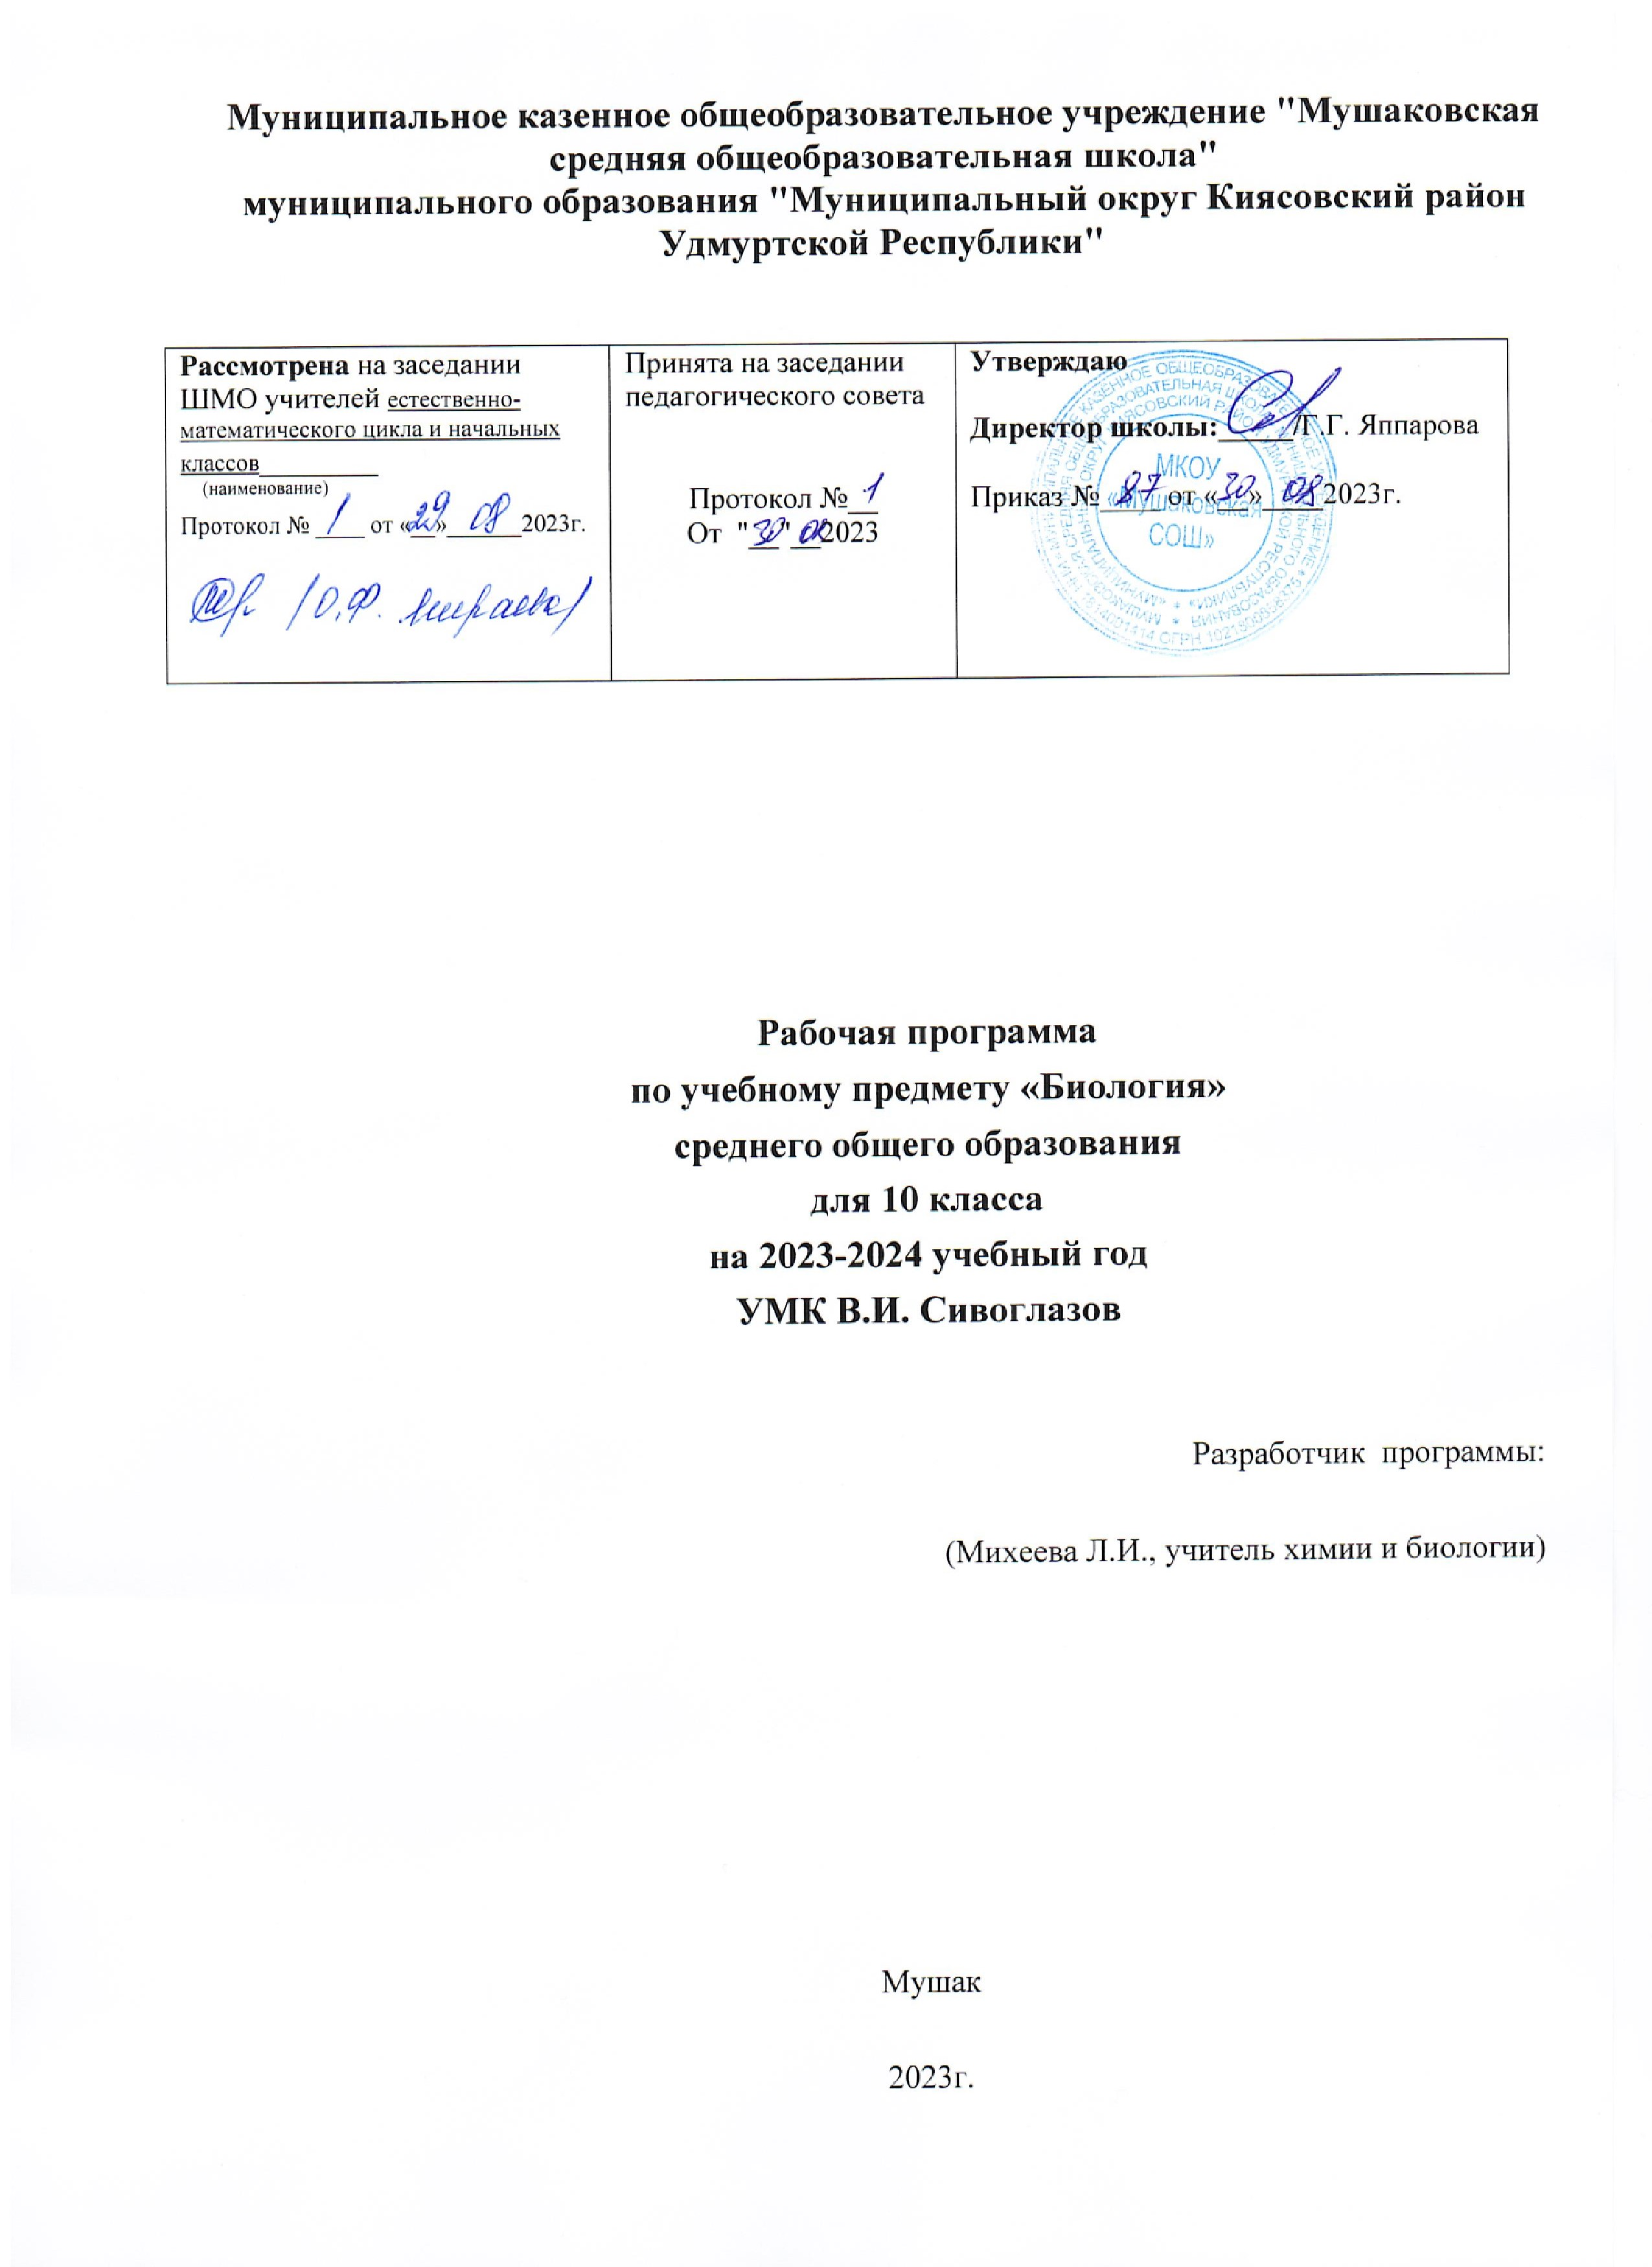 Муниципальное казенное общеобразовательное учреждение "Мушаковская
средняя общеобразовательная школа"
муниципального образования "Муниципальный округ Киясовский район
Удмуртской Республики"
Рассмотрена на заседании
ШМО учителей естественно-
математического цикла и начальных
классов
(наименование)
Протокол № 1 от «29» 08 2023г.
/О.Ф.
Принята на заседании
педагогического совета
Протокол № 1
От "30" 08 2023
Утверждаю
Директор школы: /Г.Г. Яппарова
Приказ № 87 от «30» 08 2023г.
МКОУ
«Мушаковская
СОШ»
Рабочая программа
по учебному предмету «Биология»
среднего общего образования
для 10 класса
на 2023-2024 учебный год
УМК В.И. Сивоглазов
Разработчик программы:
(Михеева Л.И., учитель химии и биологии)
Мушак
2023г.